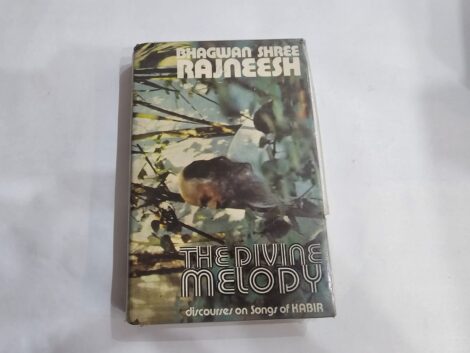 BHAGWAN SHREE
RAJNEESH
THE DIVINE
MELODY
discourses on Songs of KABIR